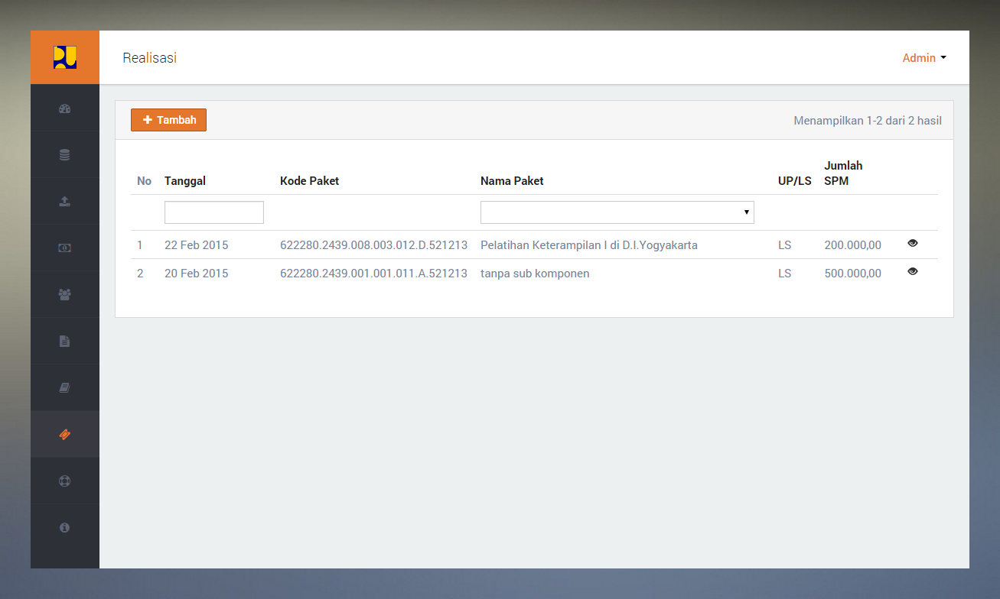 Realisasi
Admin
Tambah
Menampilkan 1-2 dari 2 hasil
No Tanggal Kode Paket Nama Paket UP/LS Jumlah SPM
1 22 Feb 2015 622280.2439.008.003.012.D.521213 Pelatihan Keterampilan I di D.I.Yogyakarta LS 200.000,00
2 20 Feb 2015 622280.2439.001.001.011.A.521213 tanpa sub komponen LS 500.000,00